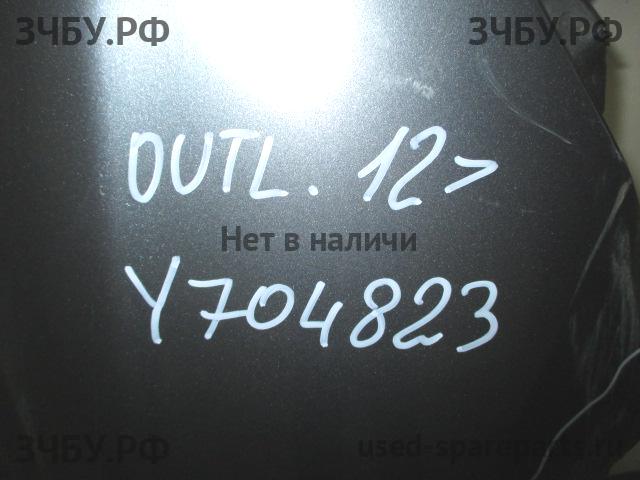 ЗЧБУ.РФ ЗЧБУ.РФ
OUTL. 12>
Нет в наличи
Y704823
ЗЧБУ.РФ used-spareparts.ru